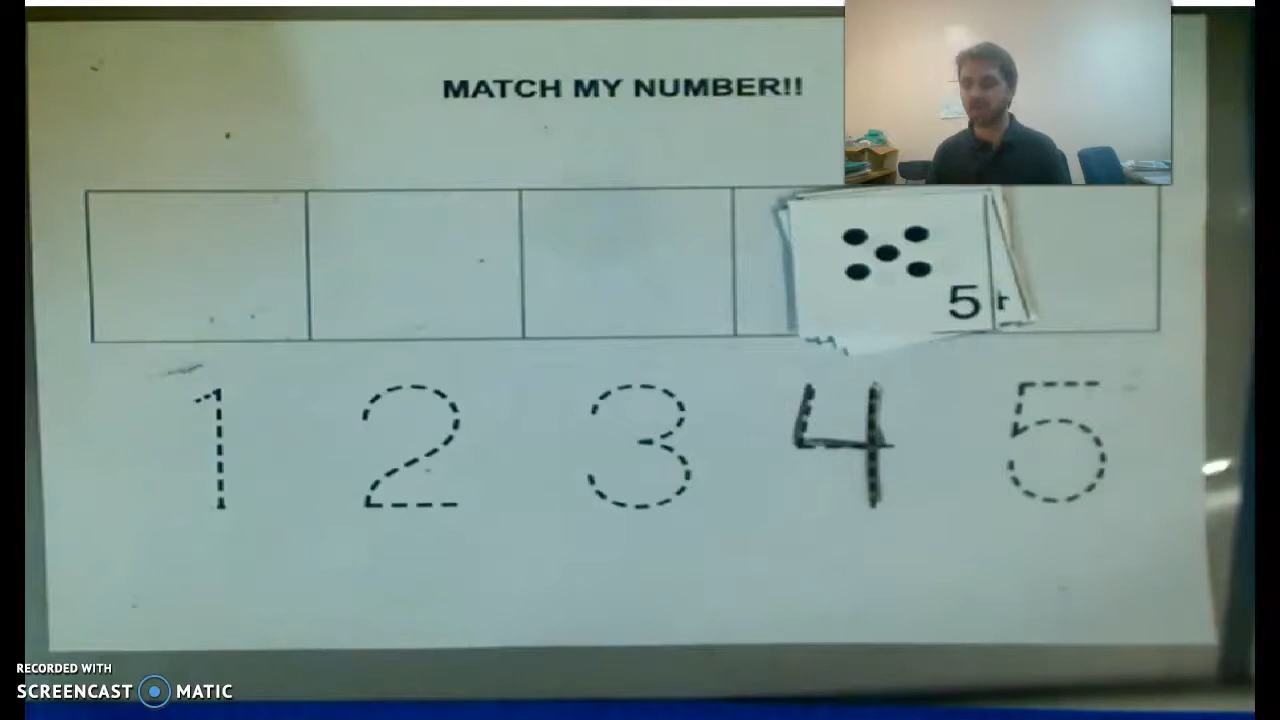 MATCH MY NUMBER!!
5
1 2 3 4 5
RECORDED WITH
SCREENCAST MATIC